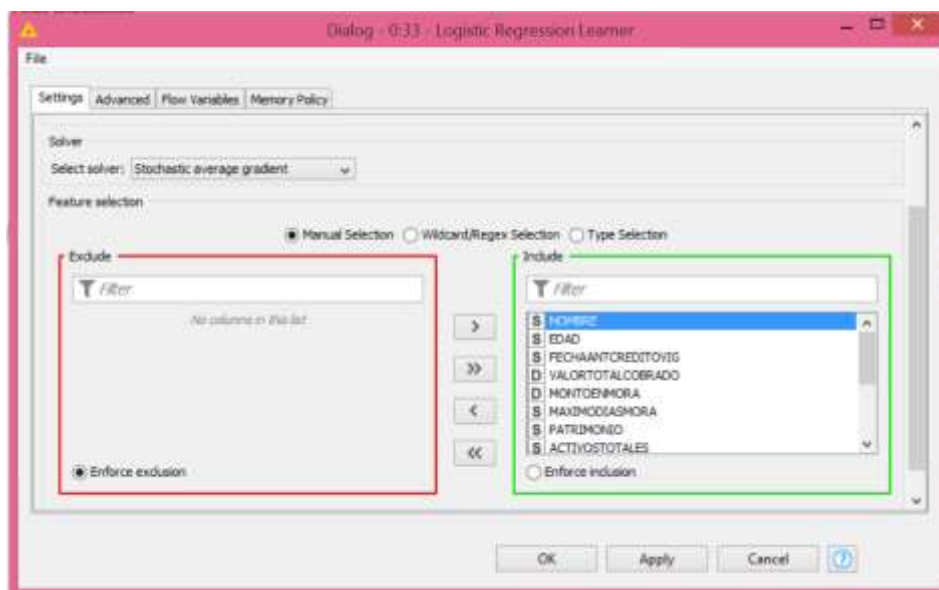 Dialog - 0:33 - Logistic Regression Learner
File
Settings Advanced Flow Variables Memory Policy
Solver
Select solver: Stochastic average gradient
Feature selection
Manual Selection Wildcard/Regex Selection Type Selection
Exclude Include
Filter Filter
No columns in this list
S NOMBRE
S EDAD
S FECHAANTCREDITOVIG
D VALORTOTALCOBRADO
D MONTOENMORA
S MAXIMODIASMORA
S PATRIMONIO
S ACTIVOSTOTALES
> 
>>
<
<<
Enforce exclusion Enforce inclusion
OK Apply Cancel ?